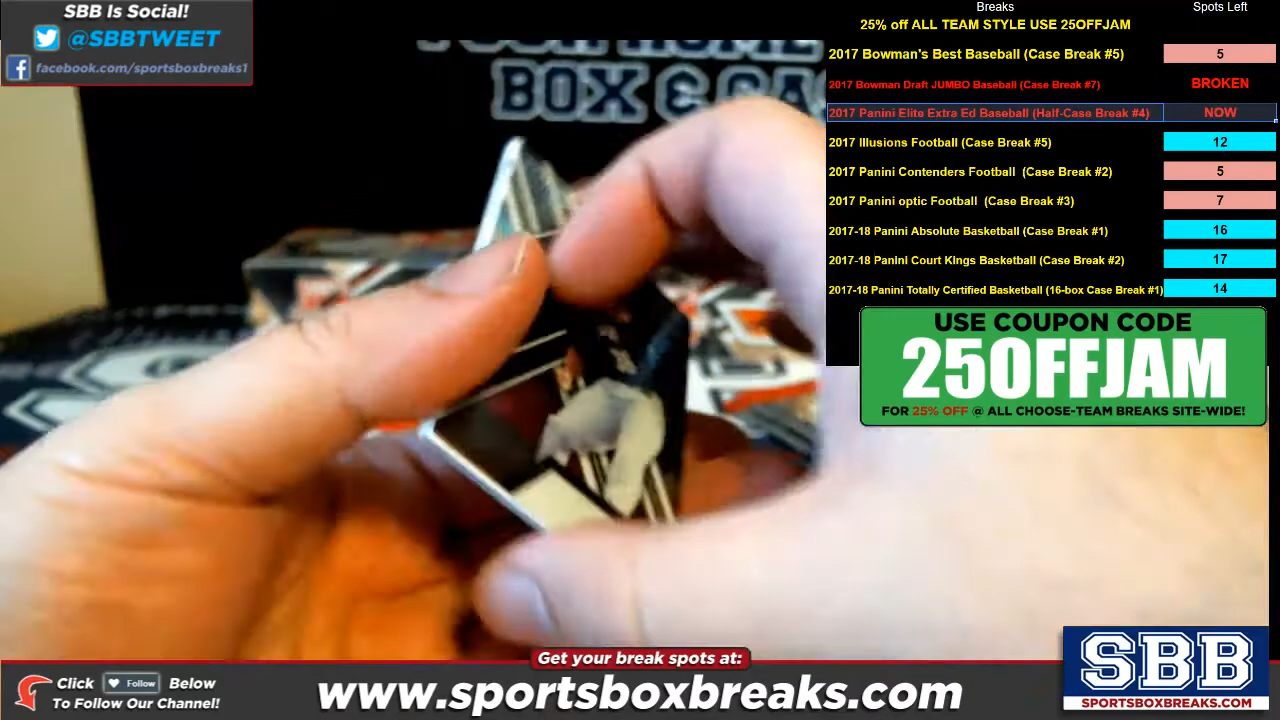 SBB Is Social!
@SBBTWEET
facebook.com/sportsboxbreaks1
BOX & CA
Breaks Spots Left
25% off ALL TEAM STYLE USE 25OFFJAM
2017 Bowman's Best Baseball (Case Break #5) 5
2017 Bowman Draft JUMBO Baseball (Case Break #7) BROKEN
2017 Panini Elite Extra Ed Baseball (Half-Case Break #4) NOW
2017 Illusions Football (Case Break #5) 12
2017 Panini Contenders Football (Case Break #2) 5
2017 Panini optic Football (Case Break #3) 7
2017-18 Panini Absolute Basketball (Case Break #1) 16
2017-18 Panini Court Kings Basketball (Case Break #2) 17
2017-18 Panini Totally Certified Basketball (16-box Case Break #1) 14
USE COUPON CODE
25OFFJAM
FOR 25% OFF @ ALL CHOOSE-TEAM BREAKS SITE-WIDE!
Get your break spots at:
Click Follow Below
To Follow Our Channel!
www.sportsboxbreaks.com
SBB
SPORTSBOXBREAKS.COM